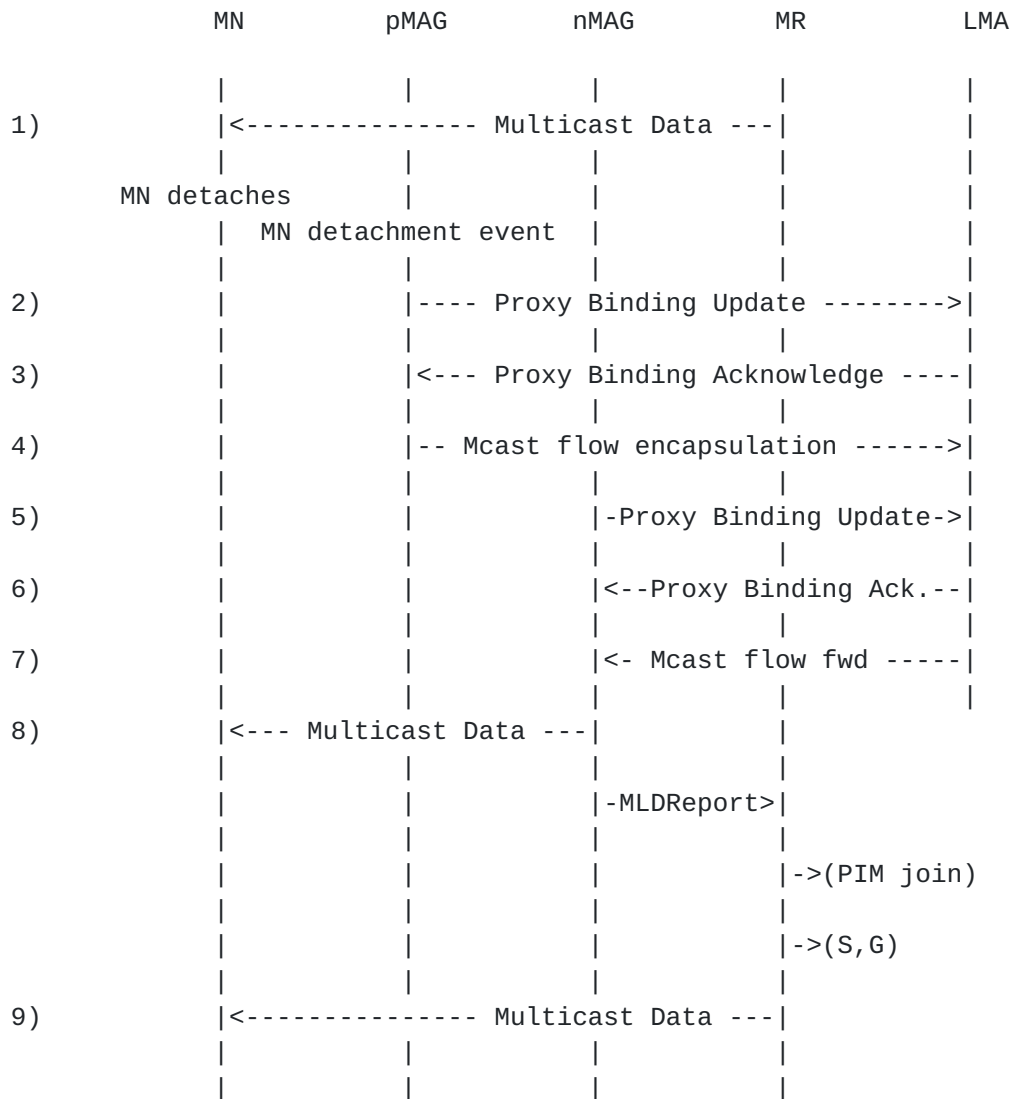 MN pMAG nMAG MR LMA
| | | | |
1) |<--------------- Multicast Data ---| |
| | | | |
MN detaches | | | |
| MN detachment event | | |
| | | | |
2) | |---- Proxy Binding Update -------->|
| | | | |
3) | |<--- Proxy Binding Acknowledge ----|
| | | | |
4) | |-- Mcast flow encapsulation ------>|
| | | | |
5) | | |-Proxy Binding Update->|
| | | | |
6) | | |<--Proxy Binding Ack.--|
| | | | |
7) | | |<- Mcast flow fwd -----|
| | | | |
8) |<--- Multicast Data ---| |
| | | |
| | |-MLDReport>|
| | | |
| | | |->(PIM join)
| | | |
| | | |->(S,G)
| | | |
9) |<--------------- Multicast Data ---|
| | | |
| | | |